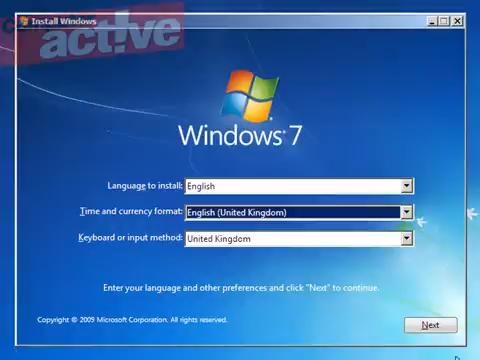 Install Windows
active
Windows 7
Language to install: English
Time and currency format: English (United Kingdom)
Keyboard or input method: United Kingdom
Enter your language and other preferences and click "Next" to continue.
Copyright © 2009 Microsoft Corporation. All rights reserved.
Next